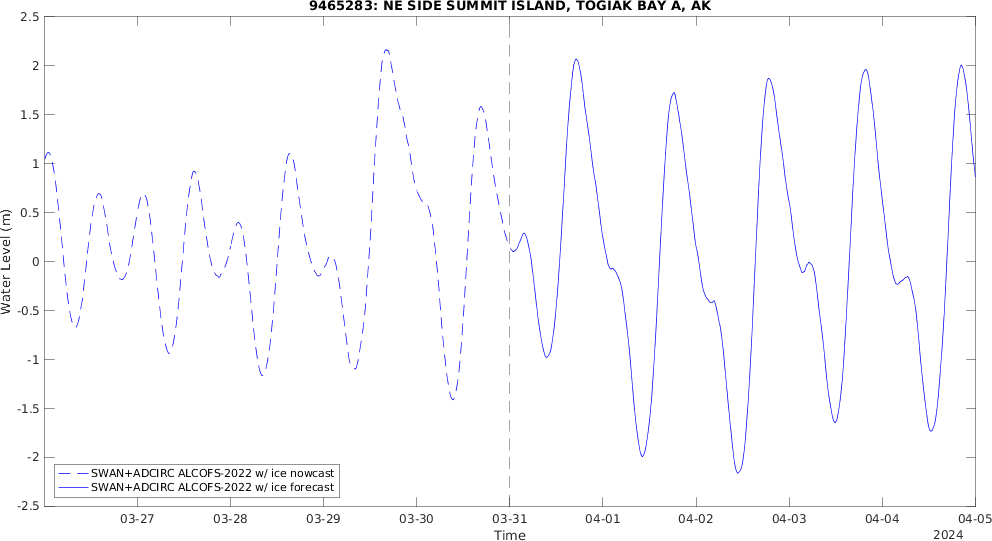 9465283: NE SIDE SUMMIT ISLAND, TOGIAK BAY A, AK
2.5
2
1.5
1
0.5
0
-0.5
-1
-1.5
-2
-2.5
Water Level (m)
SWAN+ADCIRC ALCOFS-2022 w/ ice nowcast
SWAN+ADCIRC ALCOFS-2022 w/ ice forecast
03-27 03-28 03-29 03-30 03-31 04-01 04-02 04-03 04-04 04-05
Time
2024